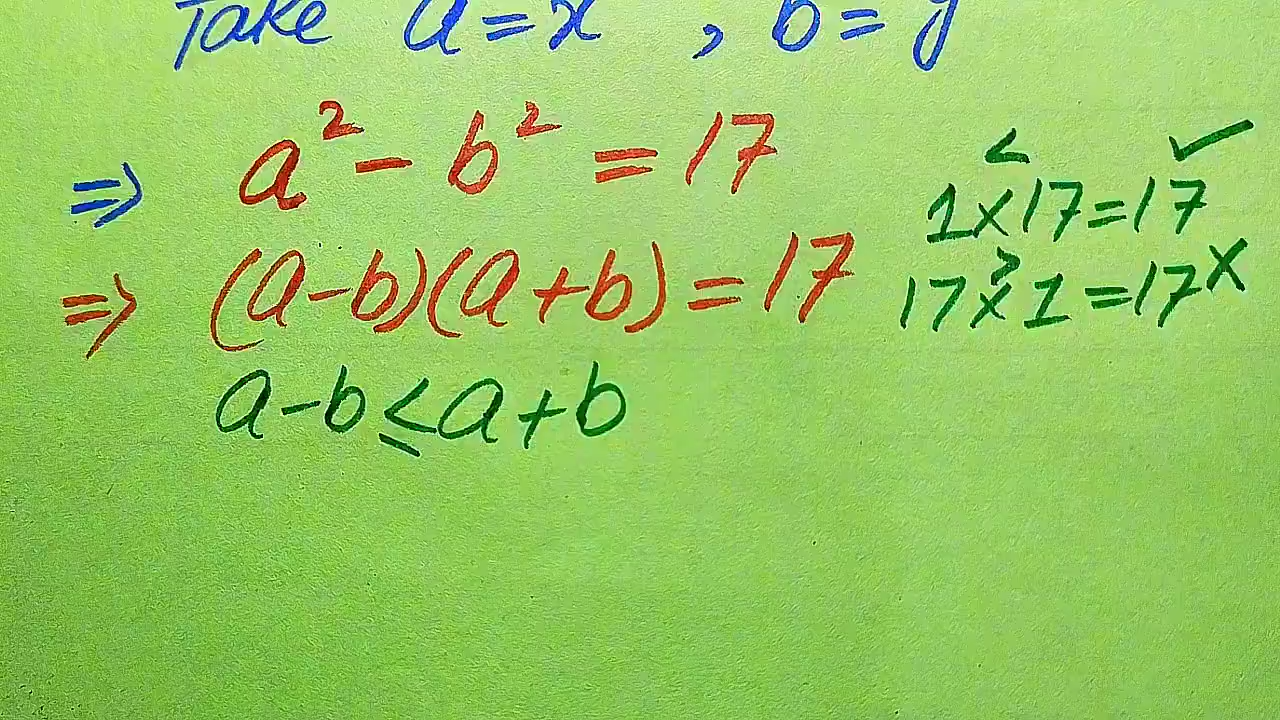 Take a = x , b = y
⇒ a² - b² = 17
⇒ (a-b)(a+b) = 17
a-b ≤ a+b
< ✓
1×17=17
>
17×1=17 ×